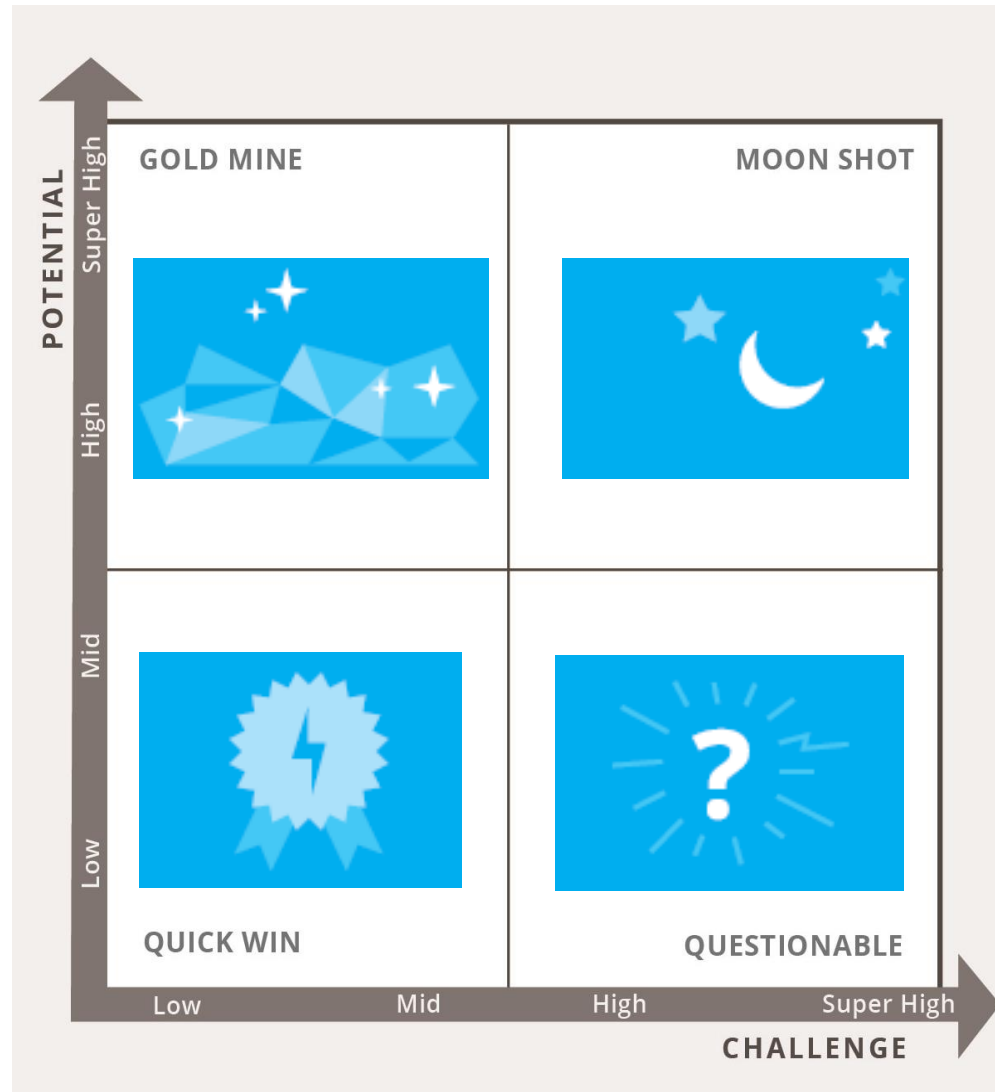 GOLD MINE
MOON SHOT
POTENTIAL
Super High
High
Mid
Low
QUICK WIN
?
QUESTIONABLE
Low
Mid
High
Super High
CHALLENGE